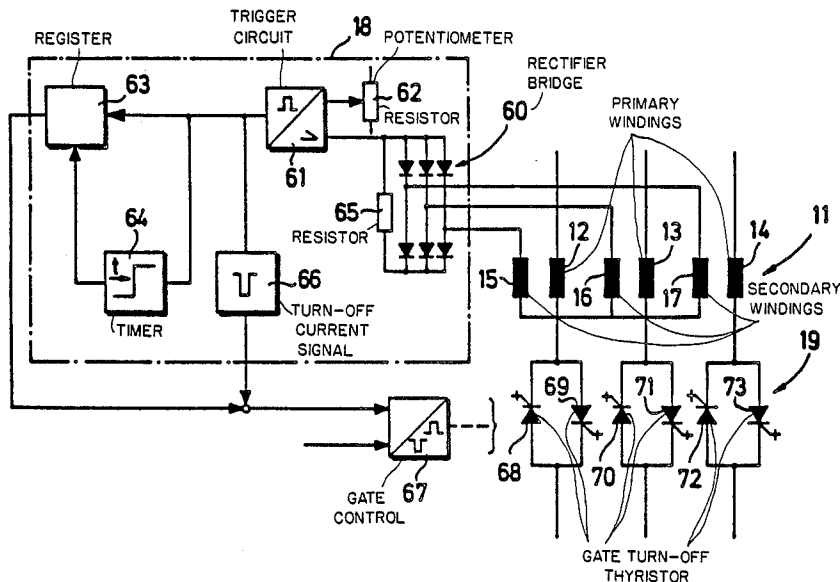 TRIGGER
CIRCUIT
18
POTENTIOMETER
REGISTER
RECTIFIER
BRIDGE
63
62
60
PRIMARY
WINDINGS
RESISTOR
61
64
65
12
13
14
11
RESISTOR
t
66
15
16
17
SECONDARY
WINDINGS
TIMER
TURN-OFF
CURRENT
SIGNAL
19
69
71
73
+ + + + + +
68
70
72
67
GATE
CONTROL
GATE TURN-OFF
THYRISTOR